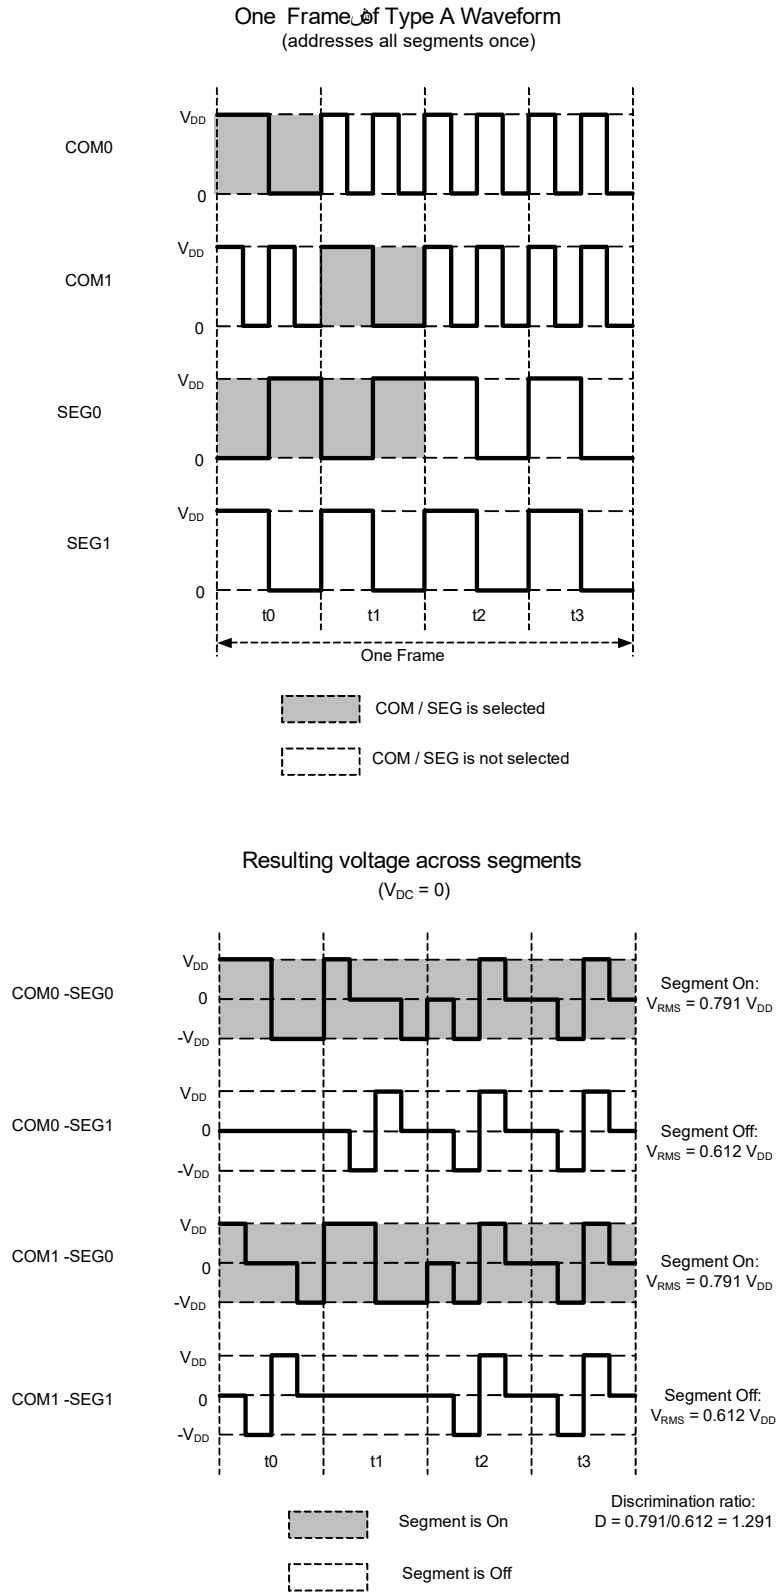 One Frame of Type A Waveform
(addresses all segments once)
VDD
COM0
0
VDD
COM1
0
VDD
SEG0
0
VDD
SEG1
0
t0 t1 t2 t3
One Frame
COM / SEG is selected
COM / SEG is not selected
Resulting voltage across segments
(VDC = 0)
VDD
COM0 -SEG0
0
-VDD
Segment On:
VRMS = 0.791 VDD
VDD
COM0 -SEG1
0
-VDD
Segment Off:
VRMS = 0.612 VDD
VDD
COM1 -SEG0
0
-VDD
Segment On:
VRMS = 0.791 VDD
VDD
COM1 -SEG1
0
-VDD
Segment Off:
VRMS = 0.612 VDD
t0 t1 t2 t3
Segment is On
Segment is Off
Discrimination ratio:
D = 0.791/0.612 = 1.291